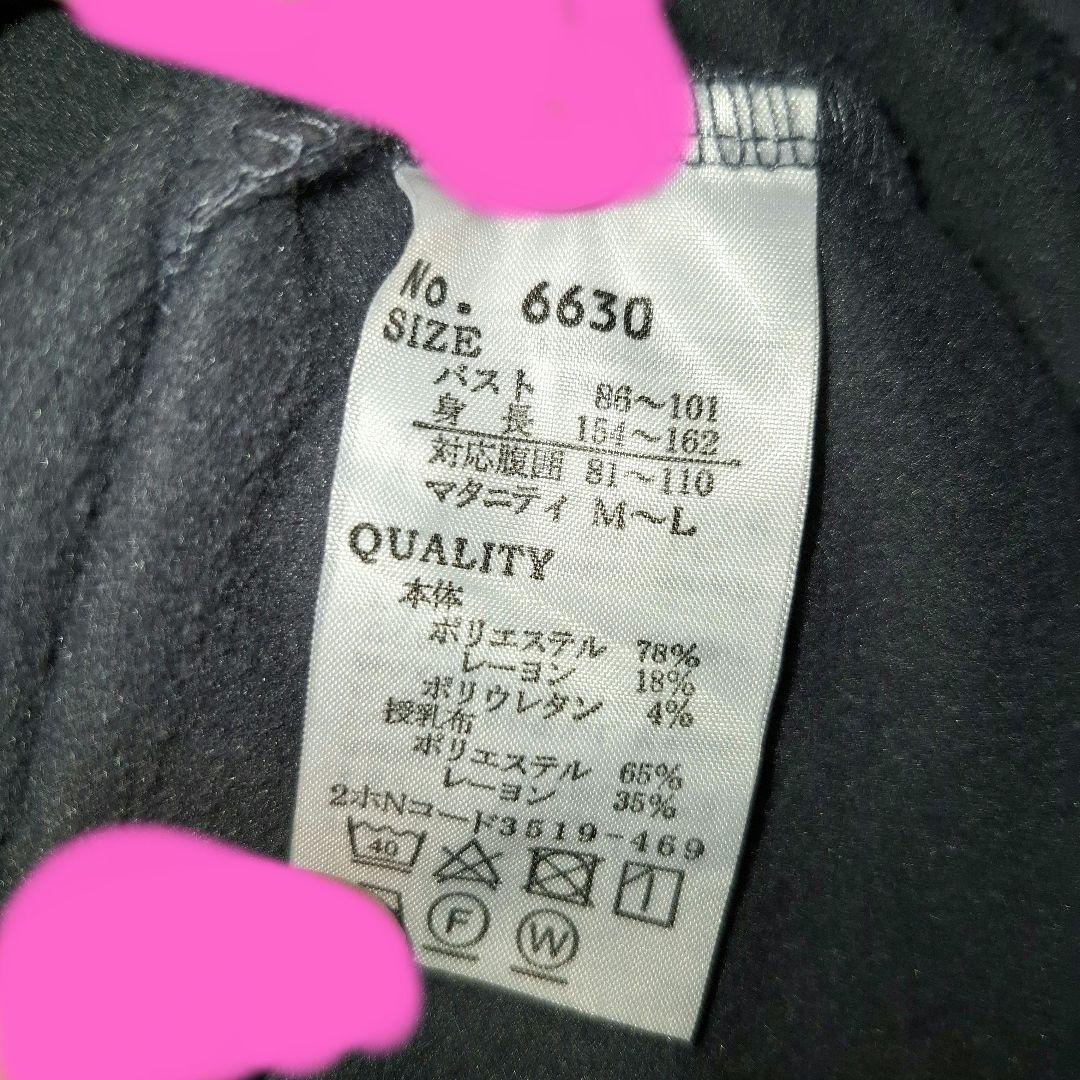 No. 6630
SIZE
バスト 86〜101
身長 154〜162
対応腹囲 81〜110
マタニティ M〜L
QUALITY
本体
ポリエステル 78%
レーヨン 18%
ポリウレタン 4%
授乳布
ポリエステル 65%
レーヨン 35%
2ホNコード3519-469
40
F W